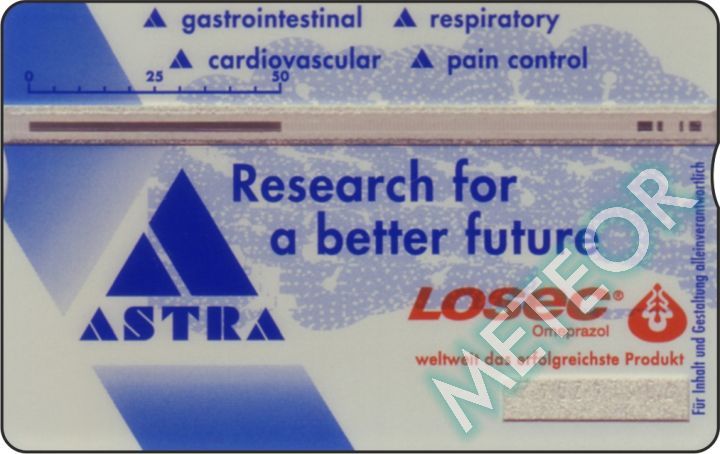 gastrointestinal respiratory
cardiovascular pain control
0 25 50
Research for
a better future
ASTRA
Losec®
Omeprazol
weltweit das erfolgreichste Produkt
Für Inhalt und Gestaltung alleinverantwortlich
METEOR